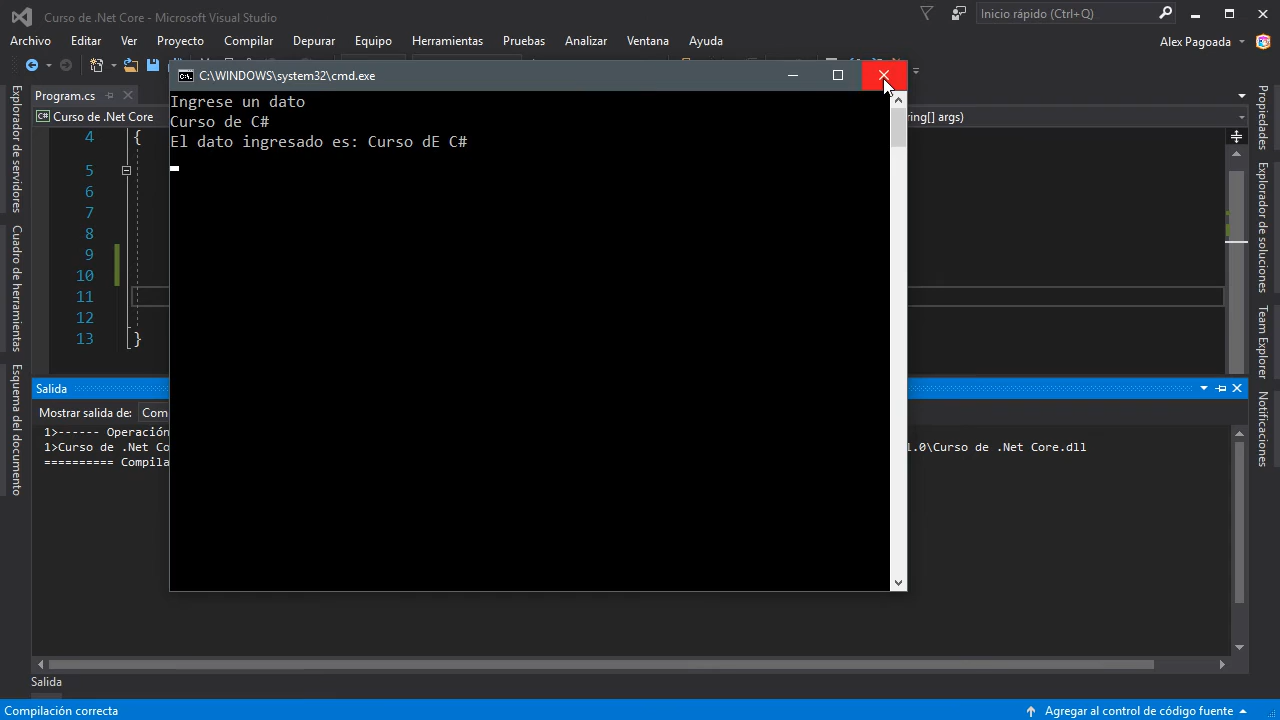 Curso de .Net Core - Microsoft Visual Studio
Inicio rápido (Ctrl+Q)
Archivo Editar Ver Proyecto Compilar Depurar Equipo Herramientas Pruebas Analizar Ventana Ayuda
Alex Pagoada
C:\WINDOWS\system32\cmd.exe
Ingrese un dato
Curso de C#
El dato ingresado es: Curso dE C#
Program.cs
Curso de .Net Core
ring[] args)
4 {
5
6
7
8
9
10
11
12
13 }
Salida
Mostrar salida de: Com
1>------ Operación
1>Curso de .Net Co
1.0\Curso de .Net Core.dll
========== Compila
Salida
Compilación correcta
Agregar al control de código fuente
Explorador de servidores
Cuadro de herramientas
Esquema del documento
Propiedades
Explorador de soluciones
Team Explorer
Notificaciones